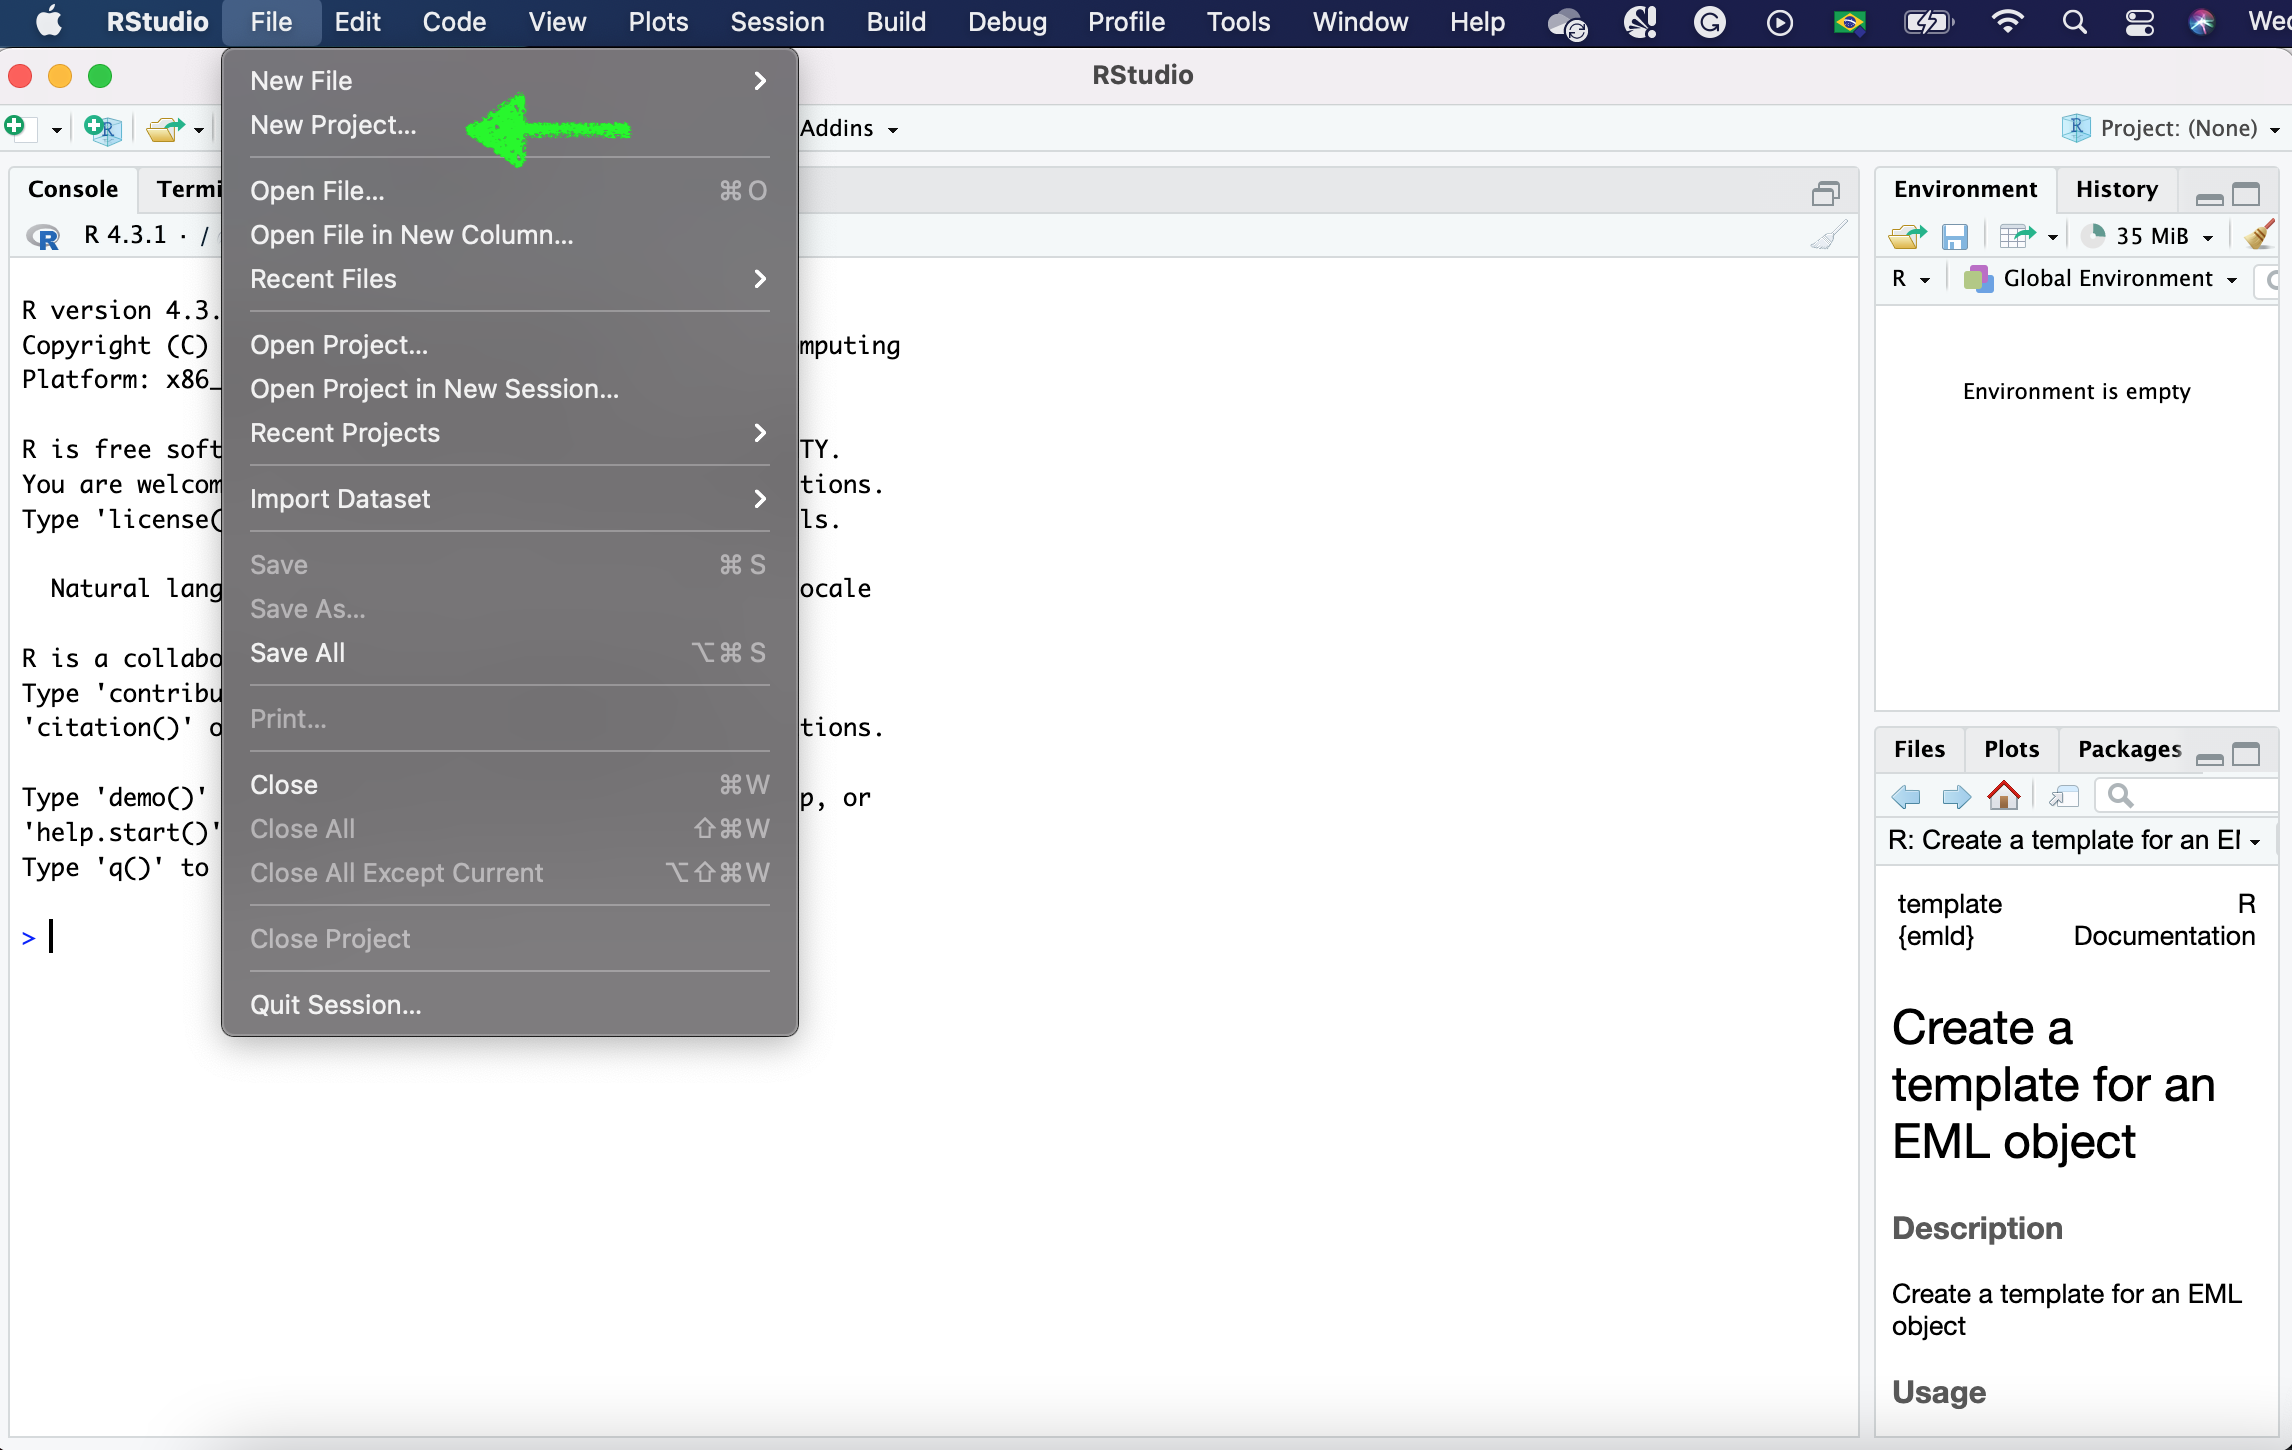 RStudio File Edit Code View Plots Session Build Debug Profile Tools Window Help Wed
RStudio
New File
New Project...
Addins
Project: (None)
Open File... ⌘ O
Open File in New Column...
Recent Files
Open Project...
Open Project in New Session...
Recent Projects
Import Dataset
Save ⌘ S
Save As...
Save All ⌥⌘ S
Print...
Close ⌘W
Close All ⇧⌘W
Close All Except Current ⌥⇧⌘W
Close Project
Quit Session...
Console Termi
R 4.3.1 · /
R version 4.3.
Copyright (C) mputing
Platform: x86_
R is free soft TY.
You are welcom tions.
Type 'license( ls.
Natural lang ocale
R is a collabo
Type 'contribu
'citation()' o tions.
Type 'demo()' p, or
'help.start()'
Type 'q()' to
>
Environment History
35 MiB
R Global Environment
Environment is empty
Files Plots Packages
R: Create a template for an EM
template R
{emld} Documentation
Create a
template for an
EML object
Description
Create a template for an EML
object
Usage